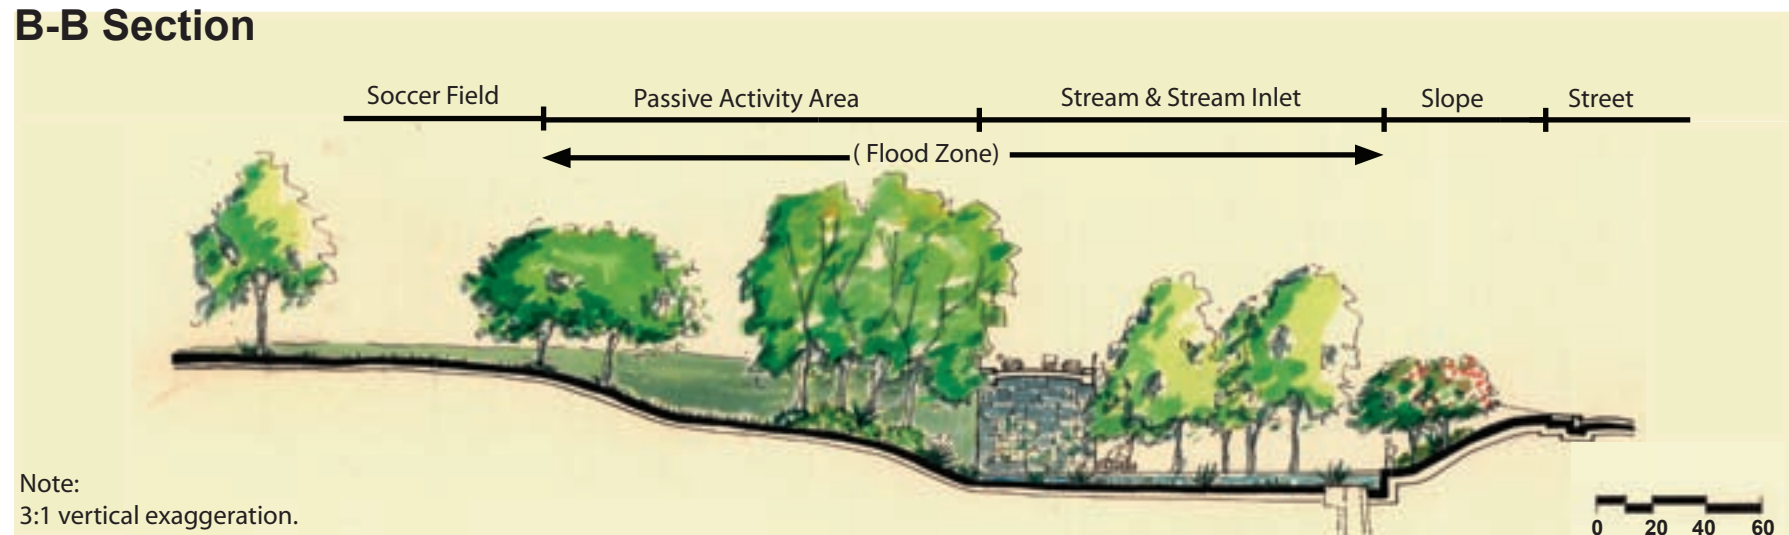 B-B Section
Soccer Field Passive Activity Area Stream & Stream Inlet Slope Street
( Flood Zone)
Note:
3:1 vertical exaggeration.
0 20 40 60